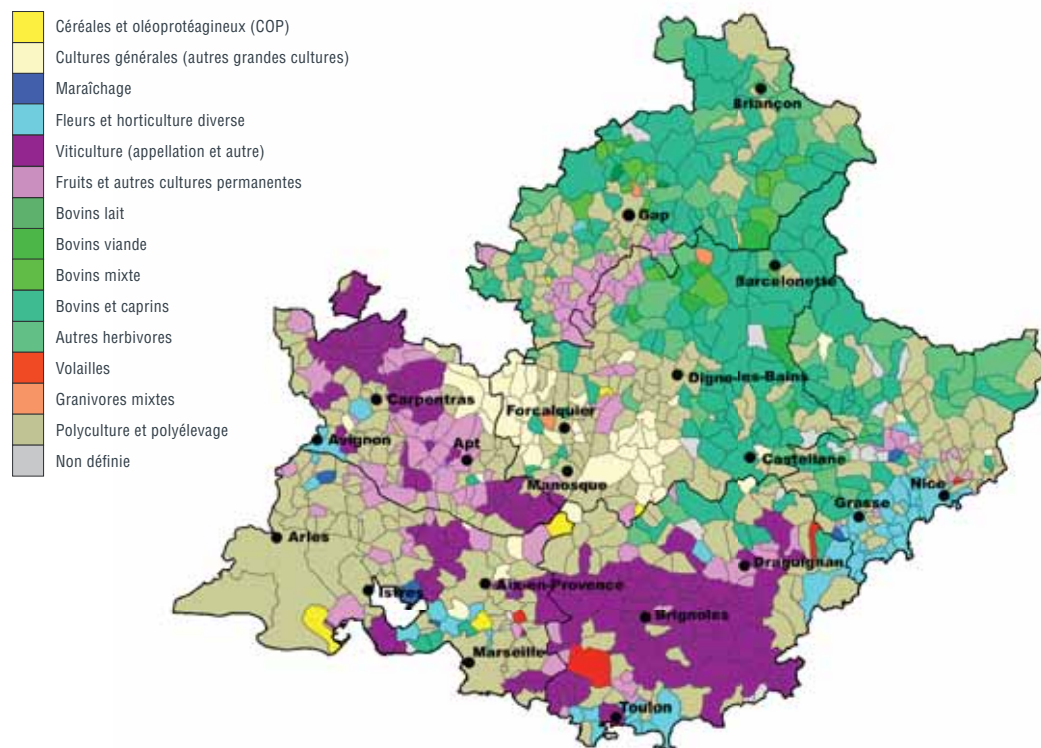 Céréales et oléoprotéagineux (COP)
Cultures générales (autres grandes cultures)
Maraîchage
Fleurs et horticulture diverse
Viticulture (appellation et autre)
Fruits et autres cultures permanentes
Bovins lait
Bovins viande
Bovins mixte
Bovins et caprins
Autres herbivores
Volailles
Granivores mixtes
Polyculture et polyélevage
Non définie
Briançon
Gap
Barcelonette
Digne-les-Bains
Carpentras
Forcalquier
Avignon
Apt
Castellane
Manosque
Nice
Grasse
Arles
Draguignan
Istres
Aix-en-Provence
Brignoles
Marseille
Toulon